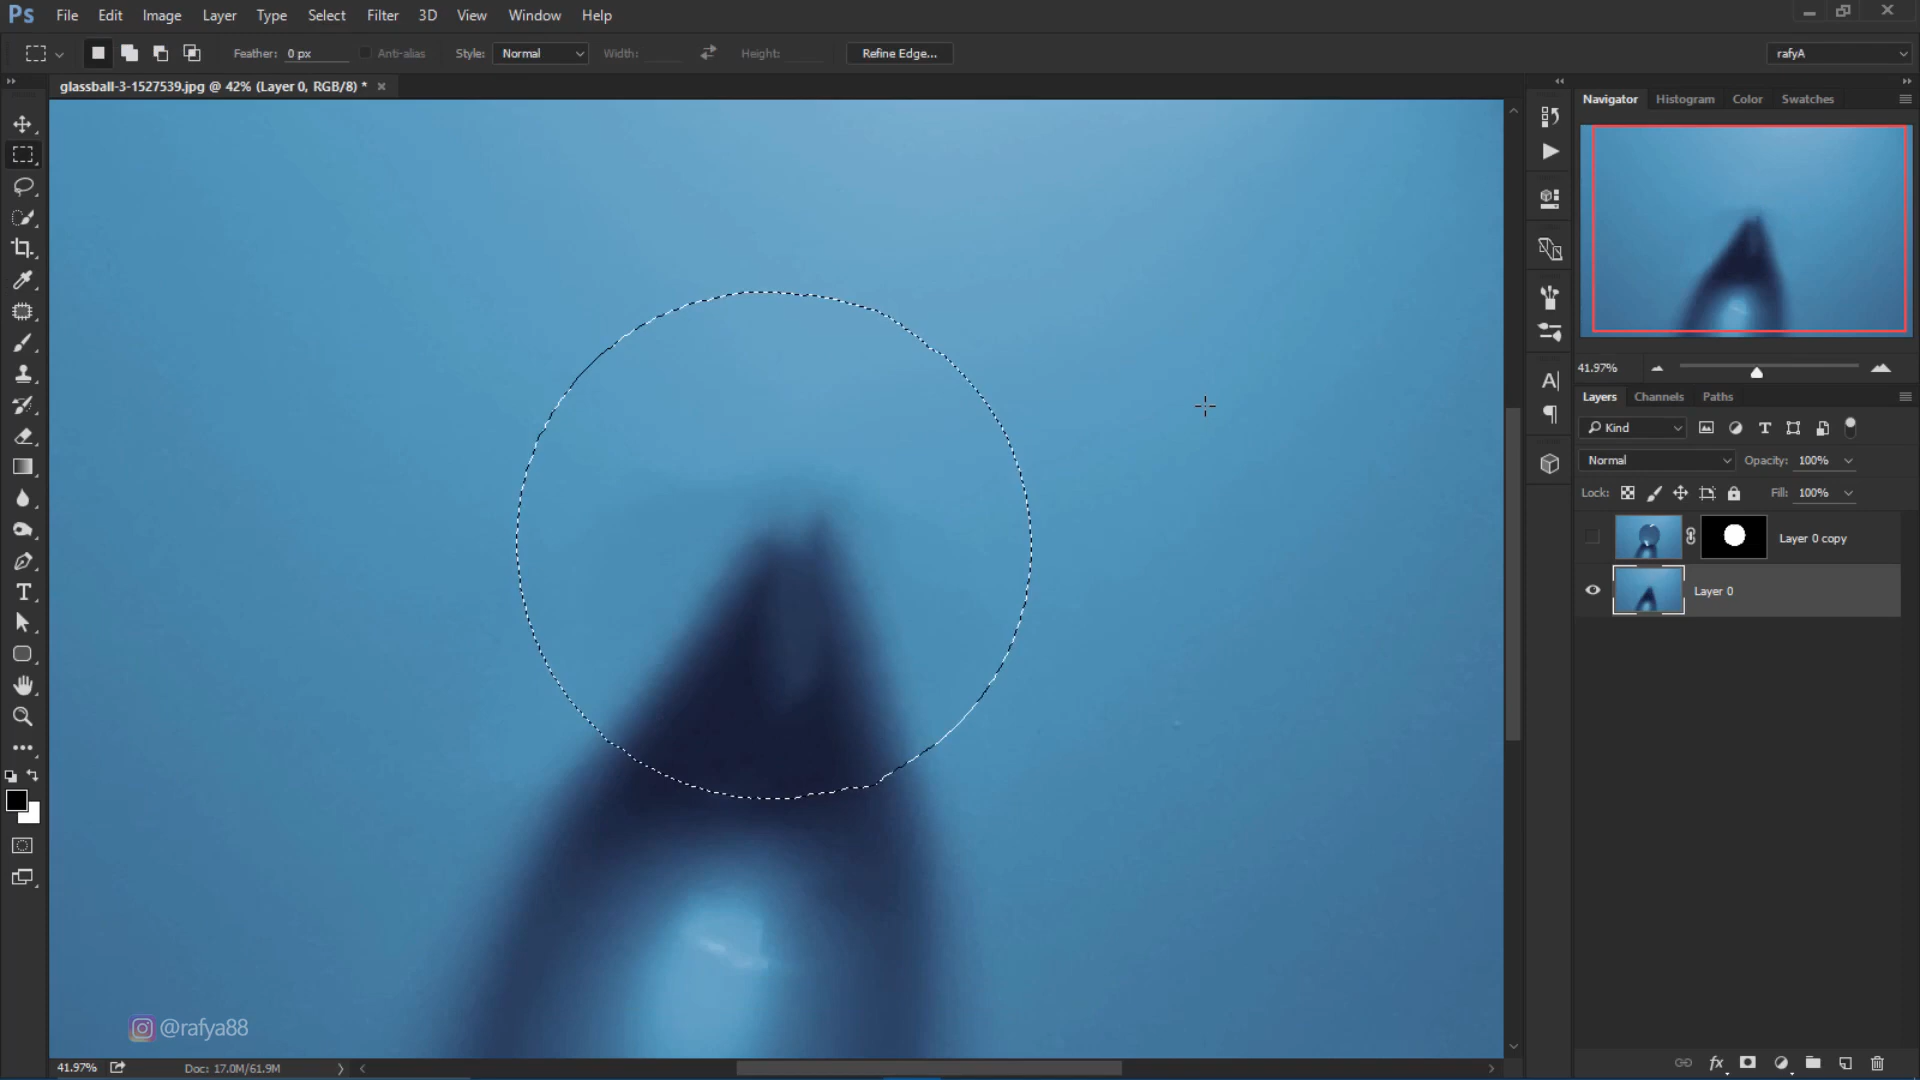 Ps File Edit Image Layer Type Select Filter 3D View Window Help
Feather: 0 px Anti-alias Style: Normal Width: Height: Refine Edge... rafyA
glassball-3-1527539.jpg @ 42% (Layer 0, RGB/8) * ×
Navigator Histogram Color Swatches
41.97%
Layers Channels Paths
Kind
Normal Opacity: 100%
Lock: Fill: 100%
Layer 0 copy
Layer 0
@rafya88
41.97% Doc: 17.0M/61.9M